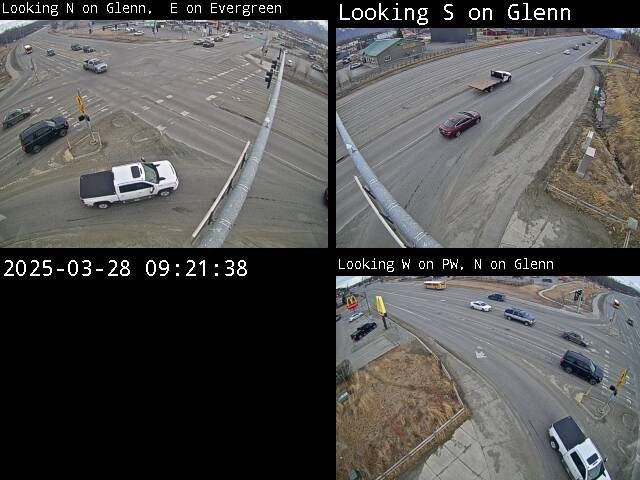 Looking N on Glenn,  E on Evergreen
Looking S on Glenn
2025-03-28 09:21:38
Looking W on PW, N on Glenn